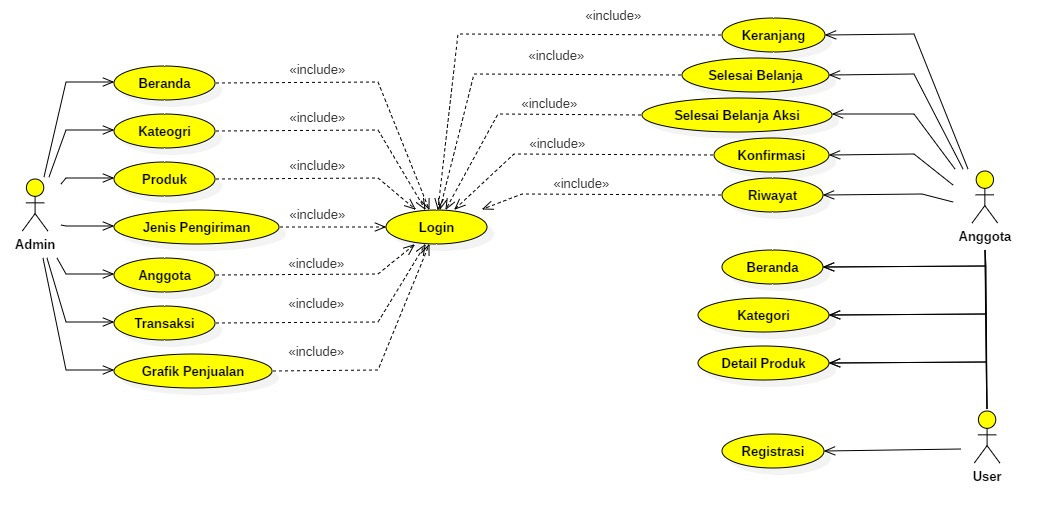 «include»
Keranjang
«include»
Selesai Belanja
«include»
Beranda
«include»
Selesai Belanja Aksi
«include»
Kateogri
«include»
Konfirmasi
«include»
Produk
«include»
Riwayat
«include»
Jenis Pengiriman
Login
Admin
Anggota
«include»
Anggota
Beranda
«include»
Transaksi
Kategori
«include»
Grafik Penjualan
Detail Produk
Registrasi
User